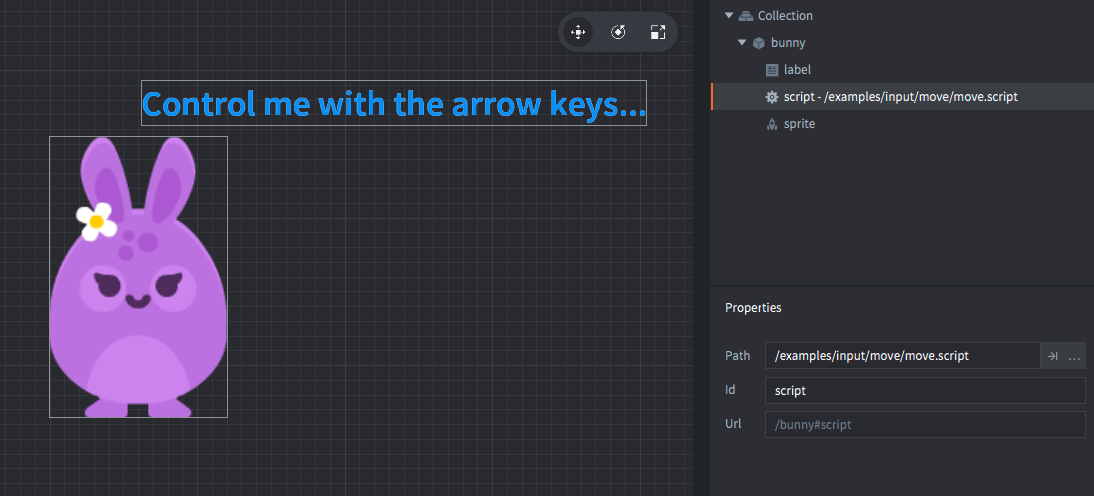 Control me with the arrow keys...
Collection
bunny
label
script - /examples/input/move/move.script
sprite
Properties
Path /examples/input/move/move.script ...
Id script
Url /bunny#script